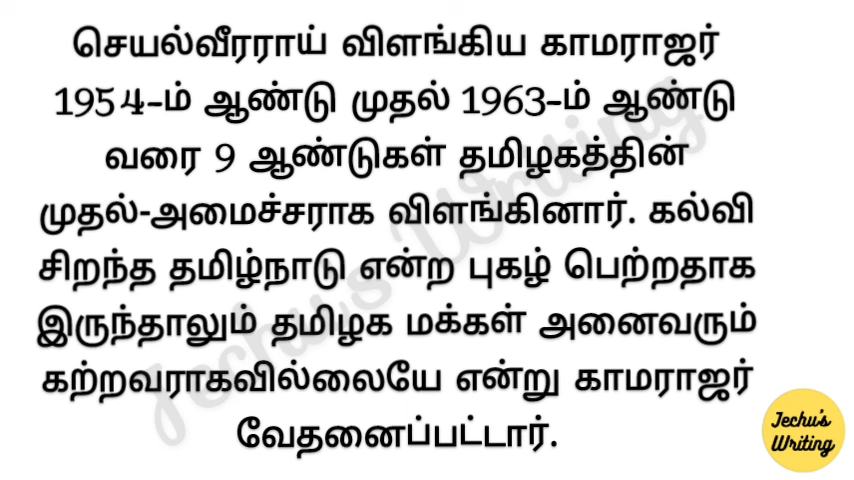 செயல்வீரராய் விளங்கிய காமராஜர்
1954-ம் ஆண்டு முதல் 1963-ம் ஆண்டு
வரை 9 ஆண்டுகள் தமிழகத்தின்
முதல்-அமைச்சராக விளங்கினார். கல்வி
சிறந்த தமிழ்நாடு என்ற புகழ் பெற்றதாக
இருந்தாலும் தமிழக மக்கள் அனைவரும்
கற்றவராகவில்லையே என்று காமராஜர்
வேதனைப்பட்டார்.
Jechu's Writing
Jechu's
Writing